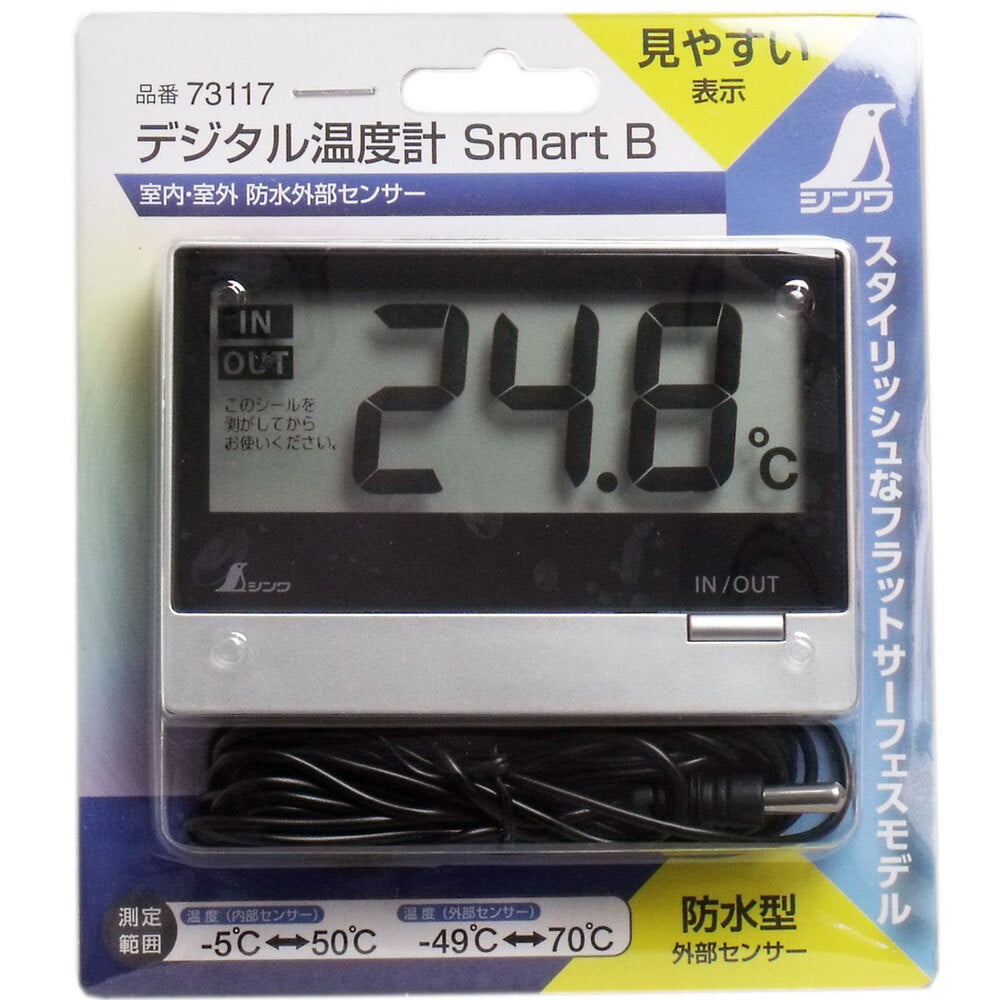 品番 73117
デジタル温度計 Smart B
室内・室外 防水外部センサー
見やすい
表示
シンワ
スタイリッシュなフラットサーフェスモデル
IN
OUT
このシールを
剥がしてから
お使いください。
24.8℃
シンワ
IN/OUT
測定
範囲
温度(内部センサー)
-5℃↔50℃
温度(外部センサー)
-49℃↔70℃
防水型
外部センサー